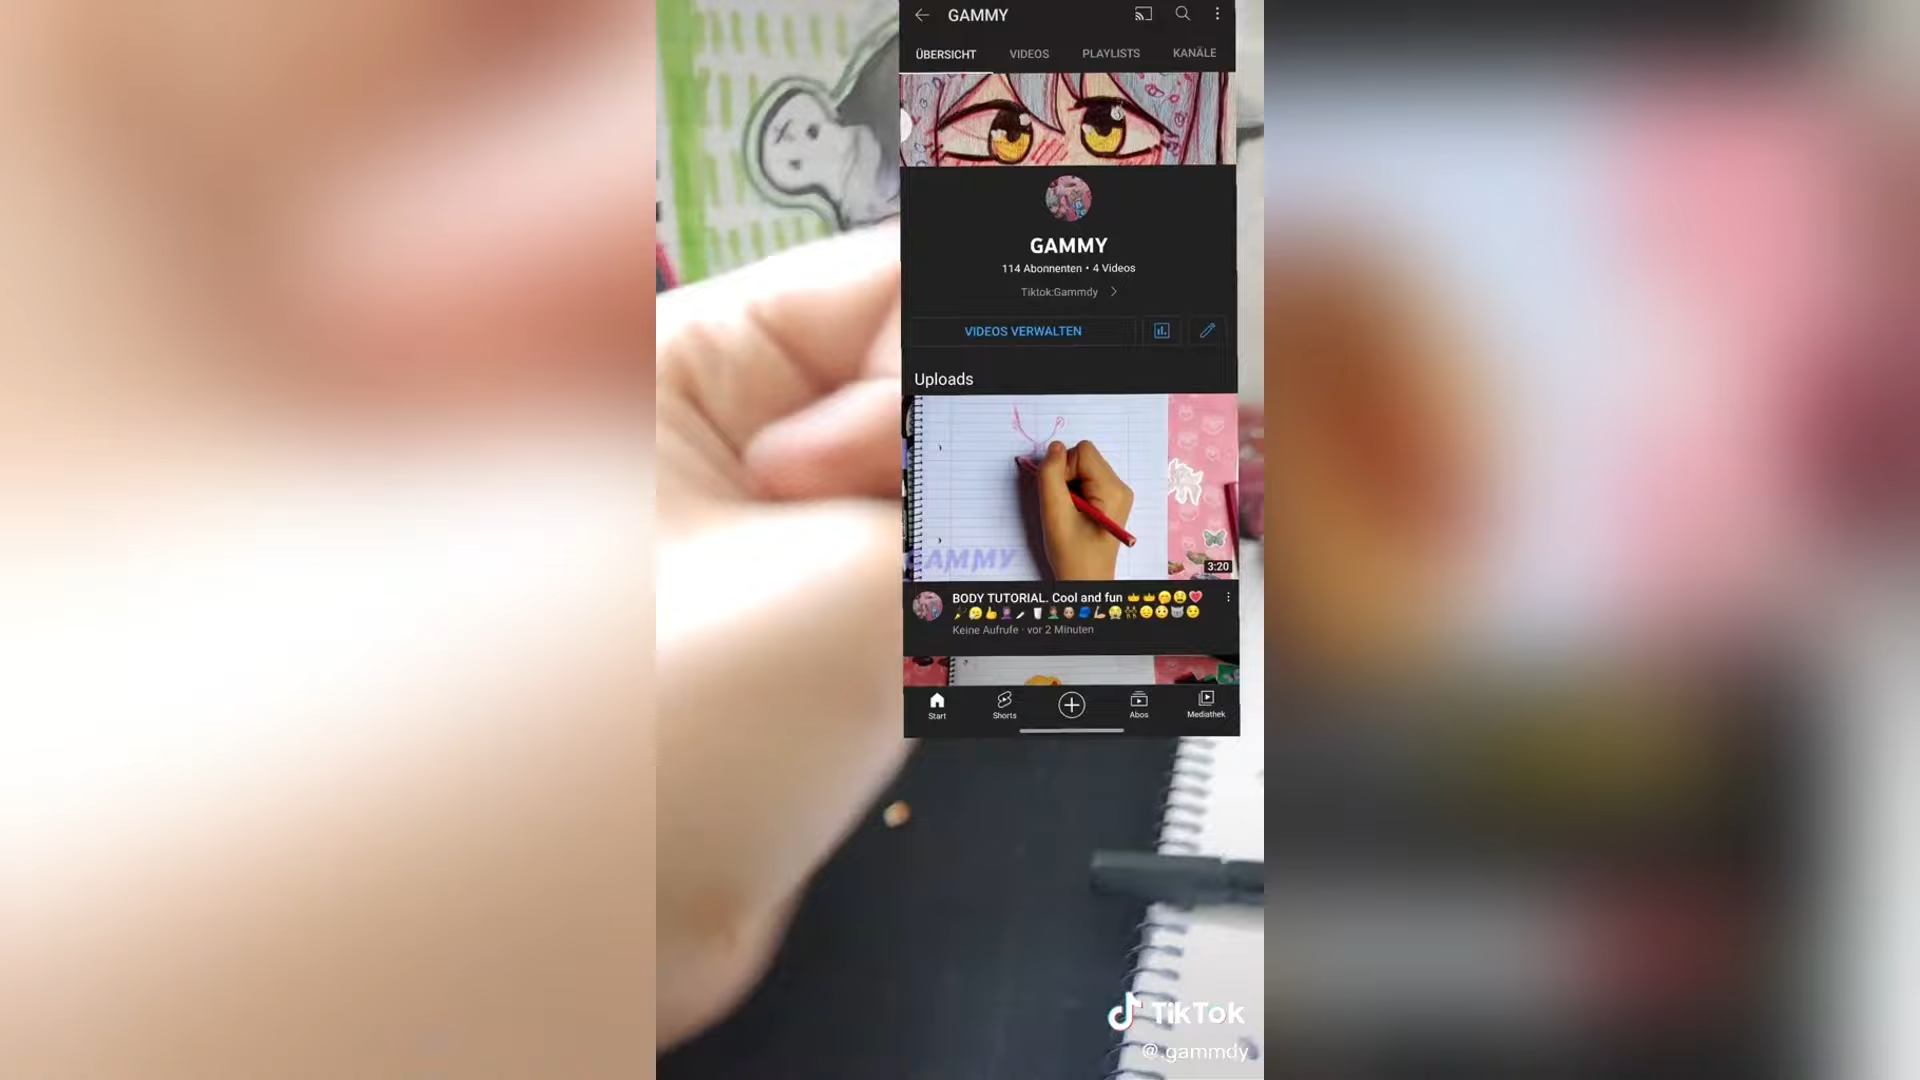 GAMMY
ÜBERSICHT VIDEOS PLAYLISTS KANÄLE
GAMMY
114 Abonnenten • 4 Videos
Tiktok:Gammdy
VIDEOS VERWALTEN
Uploads
GAMMY
3:20
BODY TUTORIAL. Cool and fun
Keine Aufrufe · vor 2 Minuten
Start Shorts Abos Mediathek
TikTok
@.gammdy